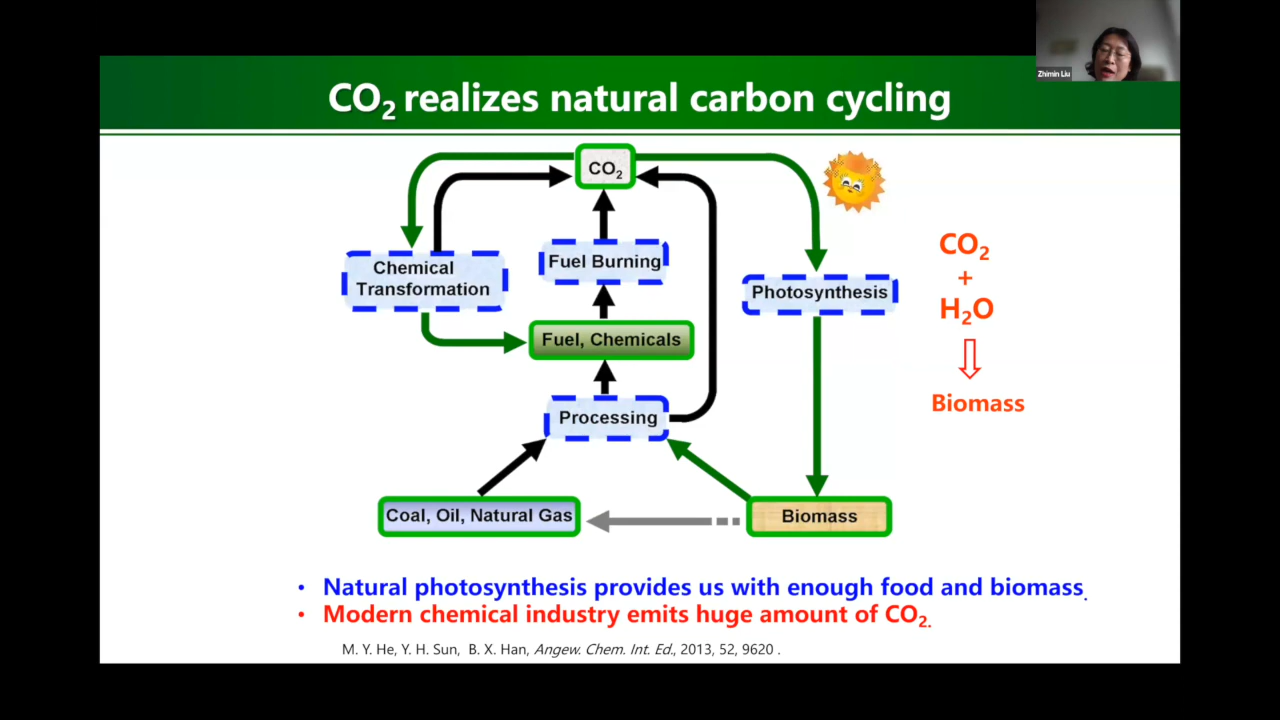 Zhimin Liu
CO2 realizes natural carbon cycling
CO2
Chemical
Transformation
Fuel Burning
Photosynthesis
Fuel, Chemicals
Processing
Coal, Oil, Natural Gas
Biomass
CO2
+
H2O
Biomass
• Natural photosynthesis provides us with enough food and biomass.
• Modern chemical industry emits huge amount of CO2.
M. Y. He, Y. H. Sun, B. X. Han, Angew. Chem. Int. Ed., 2013, 52, 9620 .